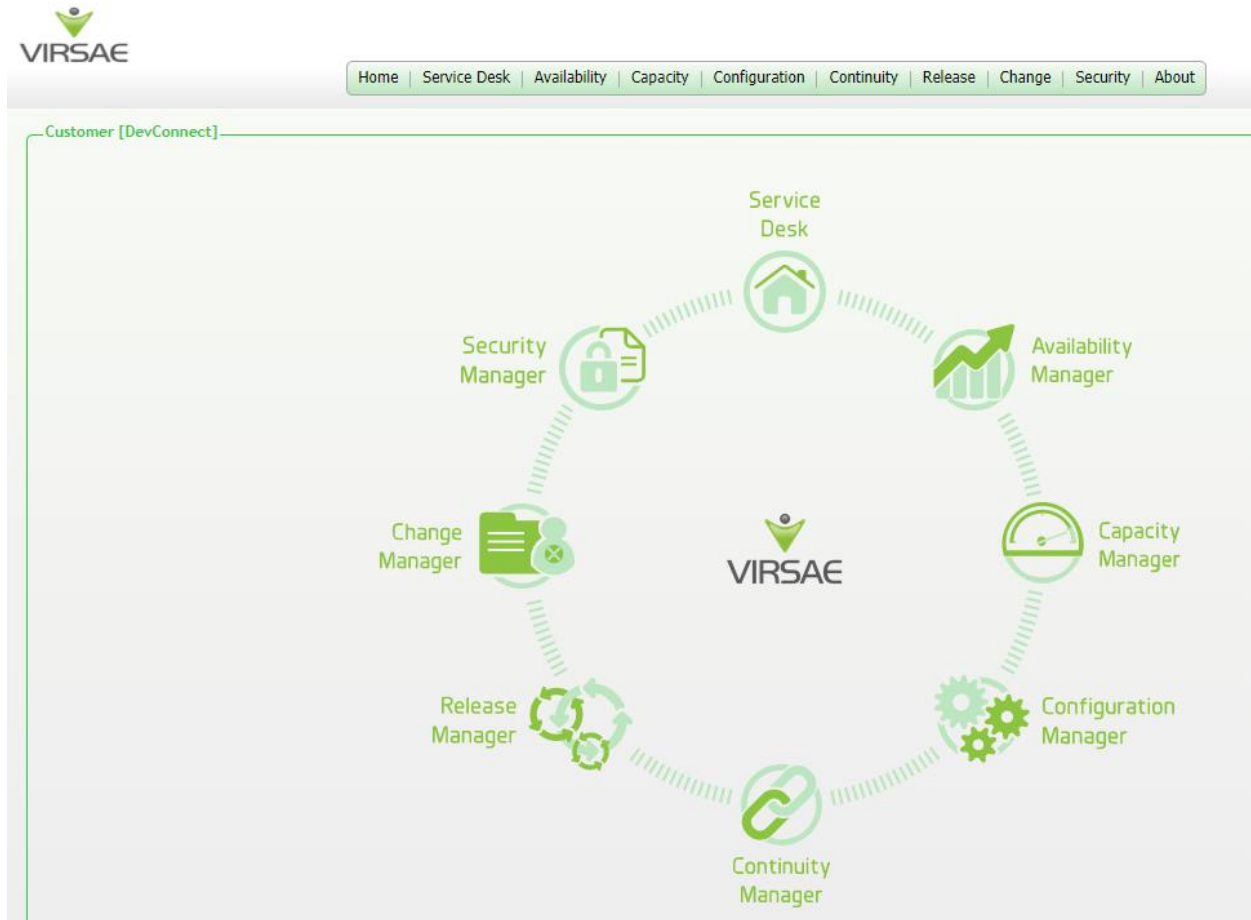 VIRSAE
Home | Service Desk | Availability | Capacity | Configuration | Continuity | Release | Change | Security | About
Customer [DevConnect]
Service
Desk
Security
Manager
Availability
Manager
Change
Manager
VIRSAE
Capacity
Manager
Release
Manager
Configuration
Manager
Continuity
Manager